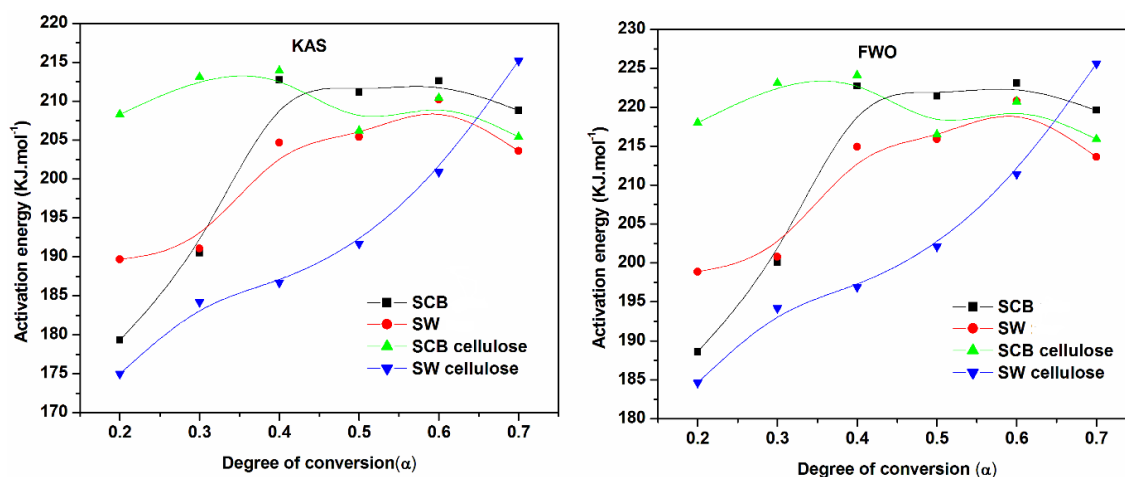 KAS
Activation energy (KJ.mol-1)
220
215
210
205
200
195
190
185
180
175
170
SCB
SW
SCB cellulose
SW cellulose
0.2 0.3 0.4 0.5 0.6 0.7
Degree of conversion(α)
FWO
Activation energy (KJ.mol-1)
230
225
220
215
210
205
200
195
190
185
180
SCB
SW
SCB cellulose
SW cellulose
0.2 0.3 0.4 0.5 0.6 0.7
Degree of conversion (α)